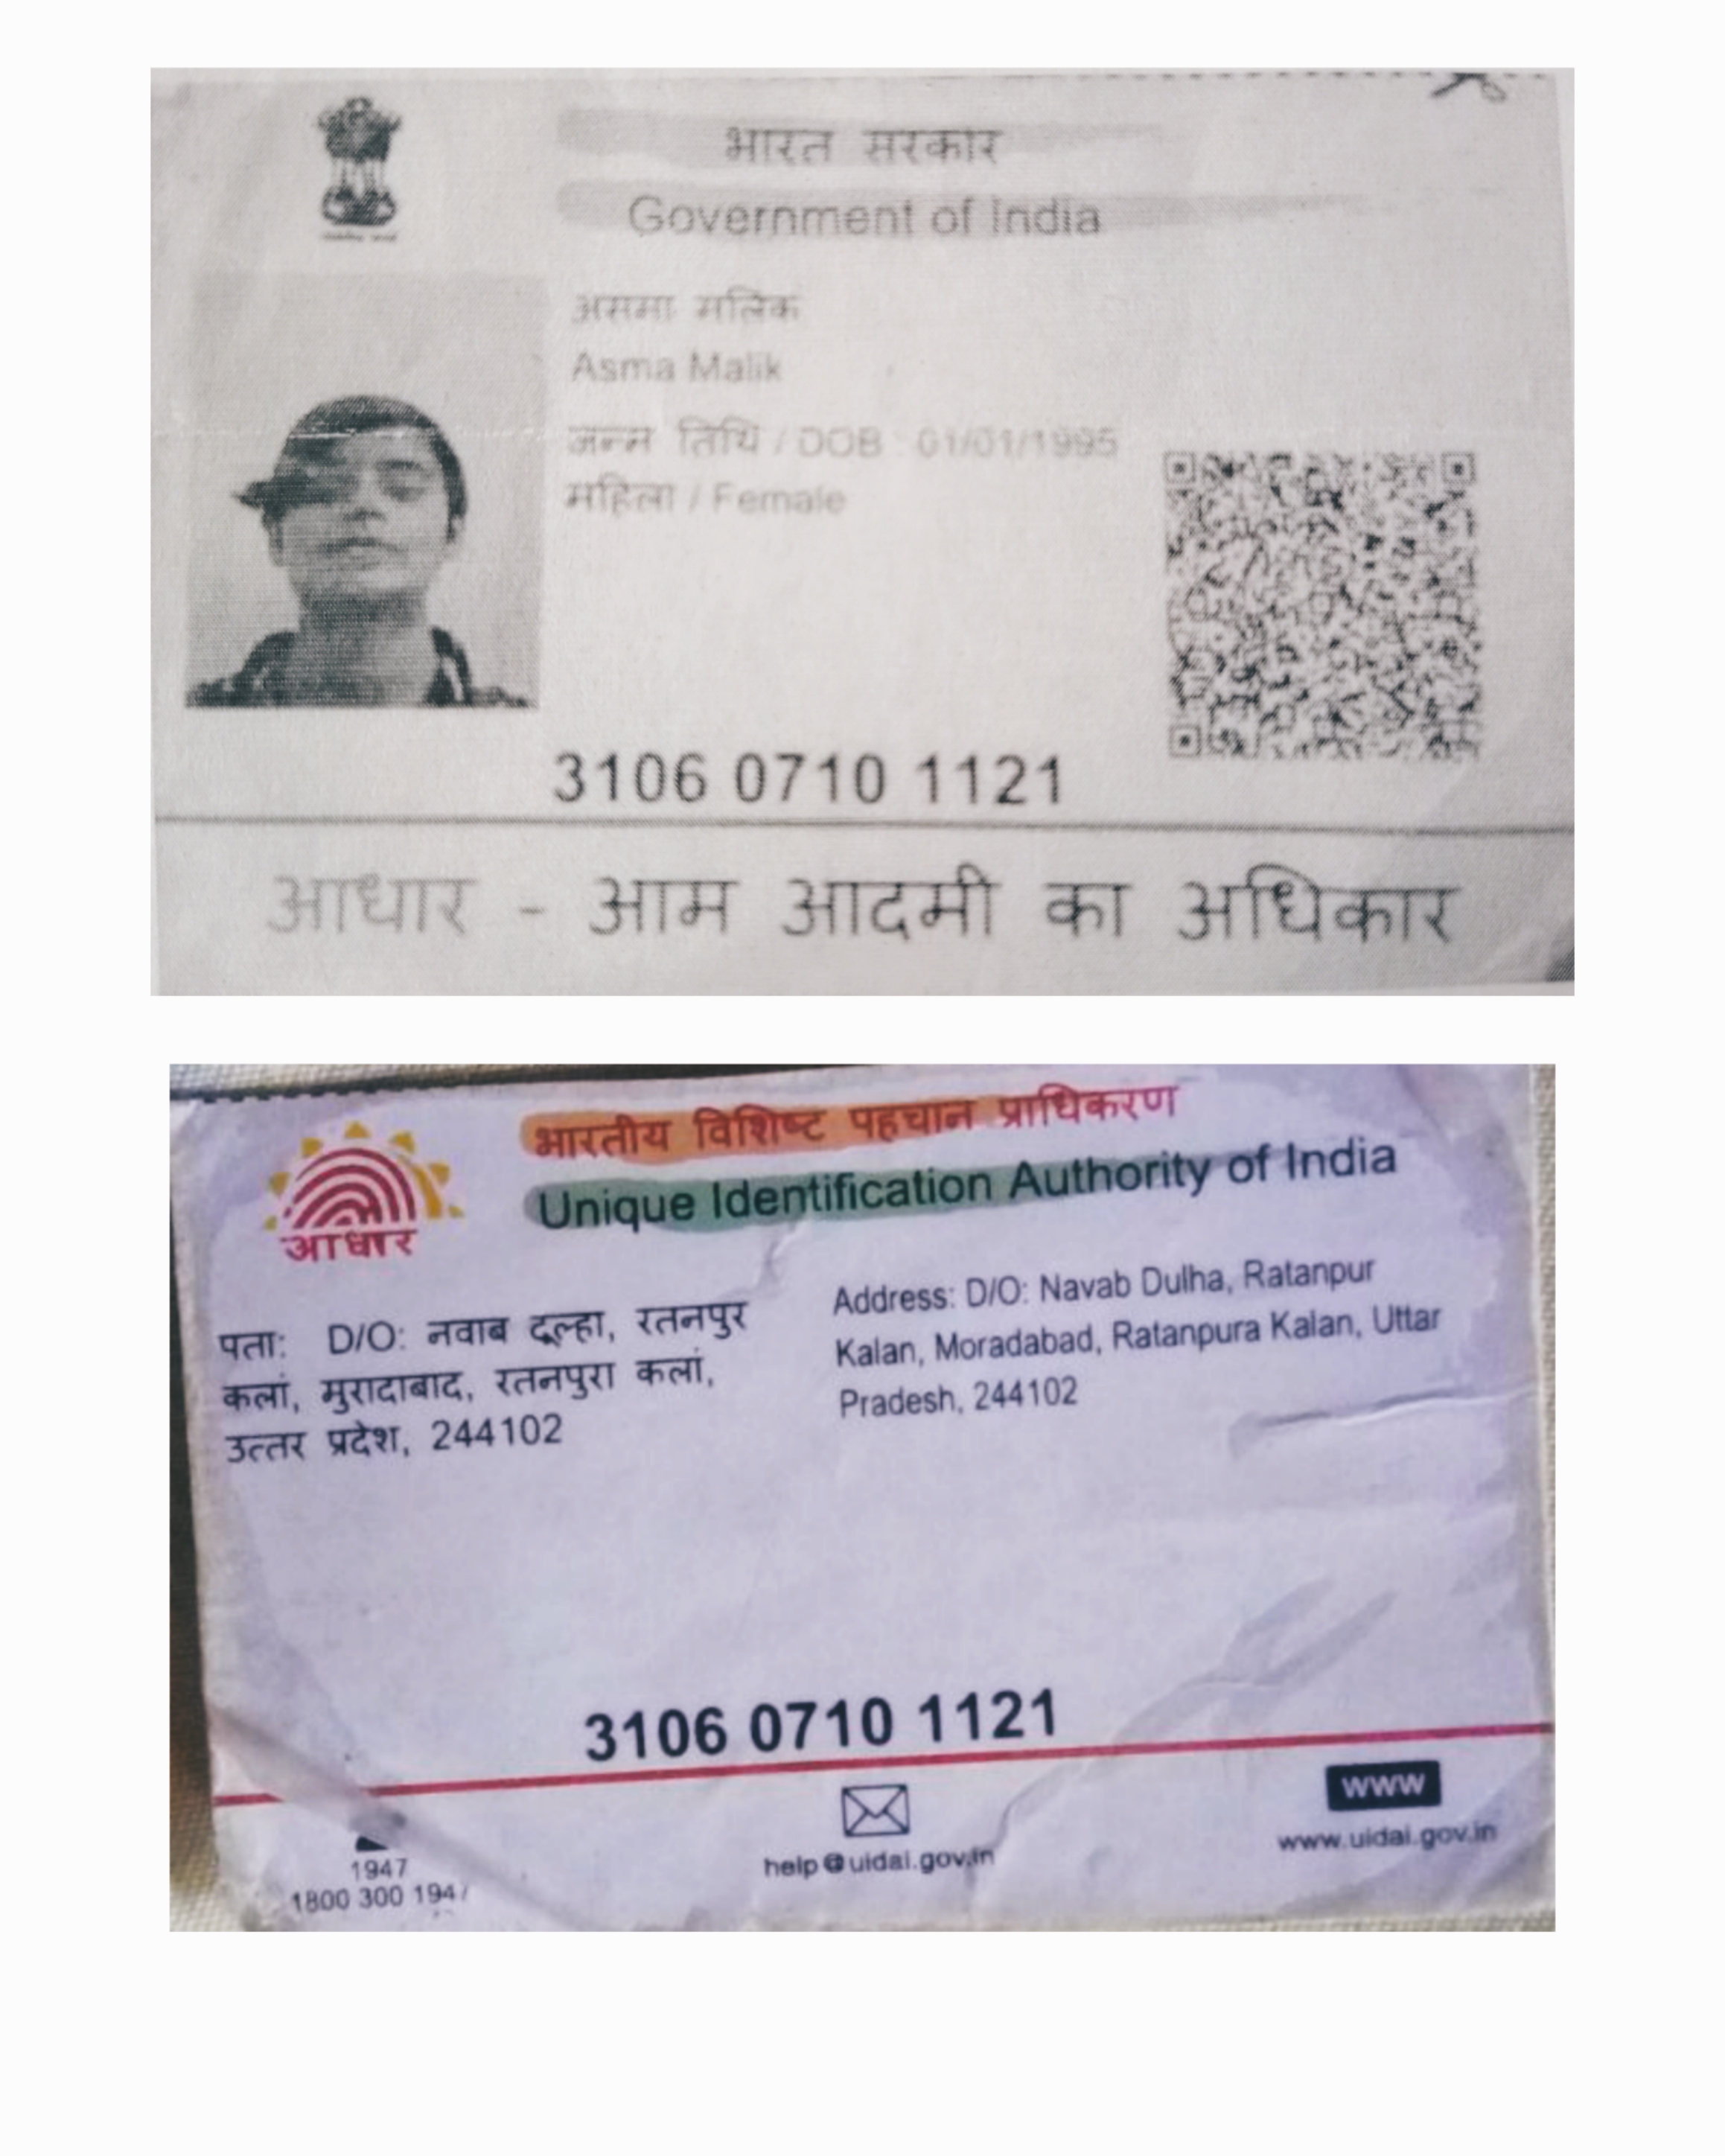 भारत सरकार
Government of India
असमा मलिक
Asma Malik
जन्म तिथि / DOB : 01/01/1995
महिला / Female
3106 0710 1121
आधार - आम आदमी का अधिकार
भारतीय विशिष्ट पहचान प्राधिकरण
Unique Identification Authority of India
आधार
पता: D/O: नवाब दूल्हा, रतनपुर
कलां, मुरादाबाद, रतनपुरा कलां,
उत्तर प्रदेश, 244102
Address: D/O: Navab Dulha, Ratanpur
Kalan, Moradabad, Ratanpura Kalan, Uttar
Pradesh, 244102
3106 0710 1121
1947
1800 300 1947
help@uidai.gov.in
www
www.uidai.gov.in